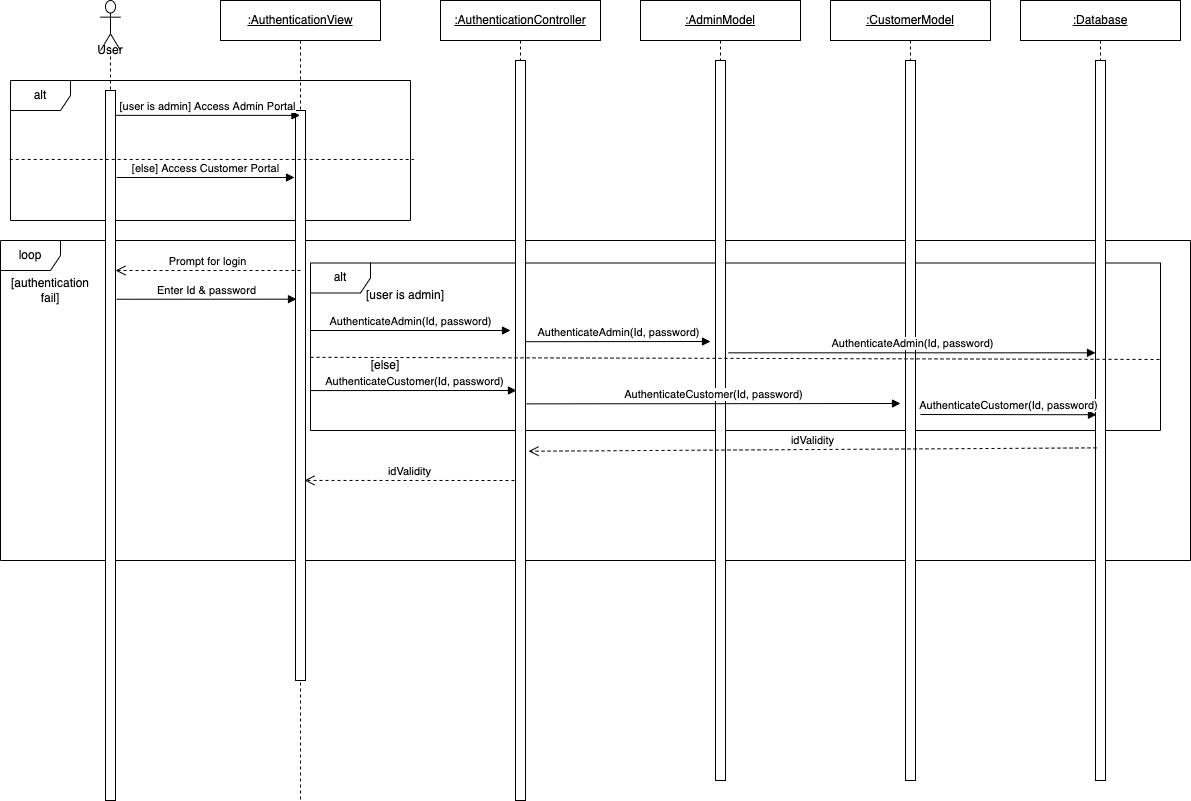 User
:AuthenticationView
:AuthenticationController
:AdminModel
:CustomerModel
:Database
alt
[user is admin] Access Admin Portal
[else] Access Customer Portal
loop
[authentication
fail]
Prompt for login
Enter Id & password
alt
[user is admin]
AuthenticateAdmin(Id, password)
AuthenticateAdmin(Id, password)
AuthenticateAdmin(Id, password)
[else]
AuthenticateCustomer(Id, password)
AuthenticateCustomer(Id, password)
AuthenticateCustomer(Id, password)
idValidity
idValidity